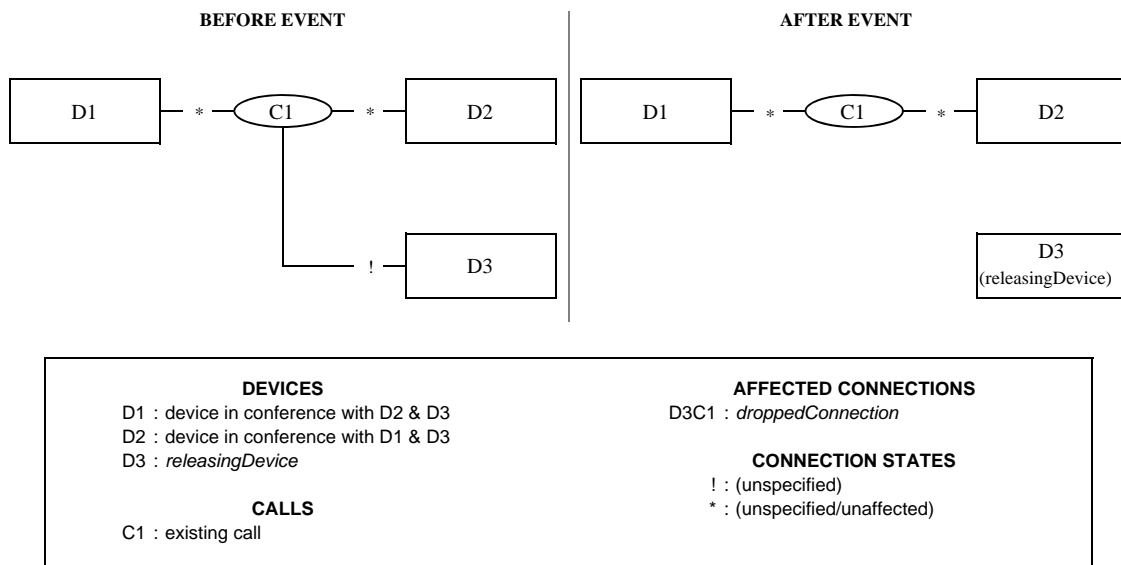 BEFORE EVENT
AFTER EVENT
D1 * C1 * D2
D1 * C1 * D2
! D3
D3
(releasingDevice)
DEVICES
D1 : device in conference with D2 & D3
D2 : device in conference with D1 & D3
D3 : releasingDevice
CALLS
C1 : existing call
AFFECTED CONNECTIONS
D3C1 : droppedConnection
CONNECTION STATES
! : (unspecified)
* : (unspecified/unaffected)